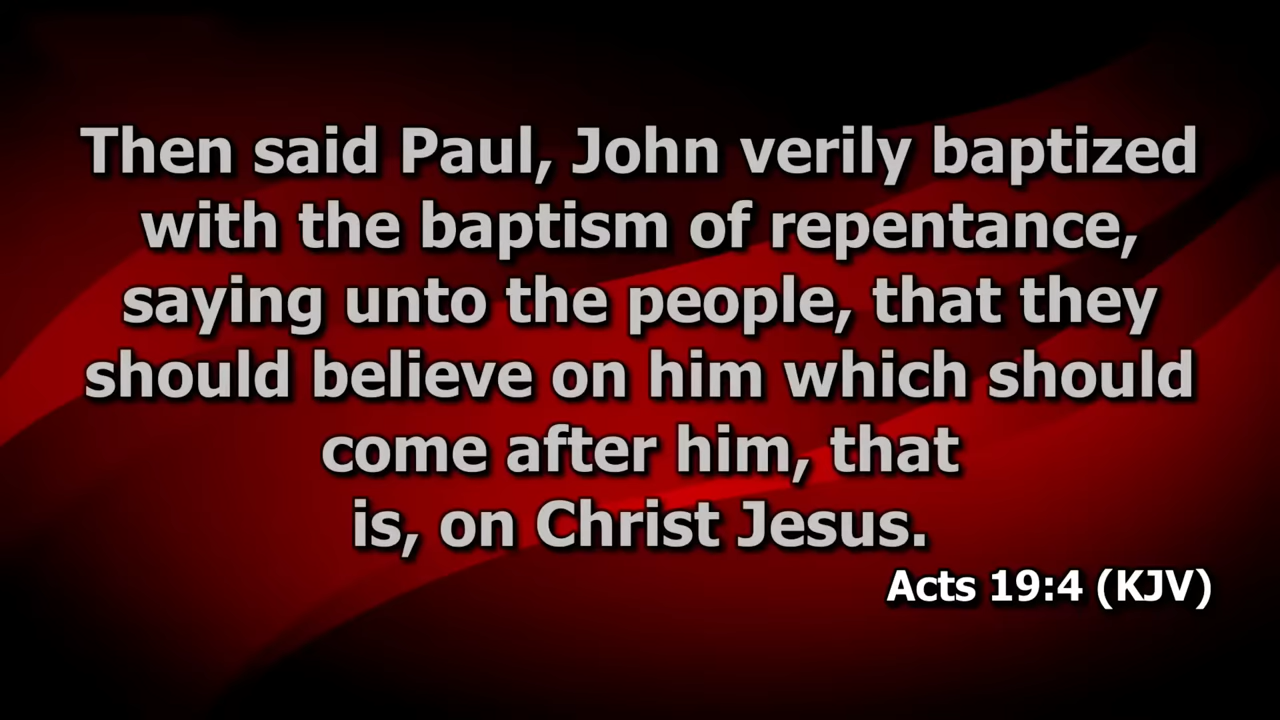 Then said Paul, John verily baptized
with the baptism of repentance,
saying unto the people, that they
should believe on him which should
come after him, that
is, on Christ Jesus.
Acts 19:4 (KJV)